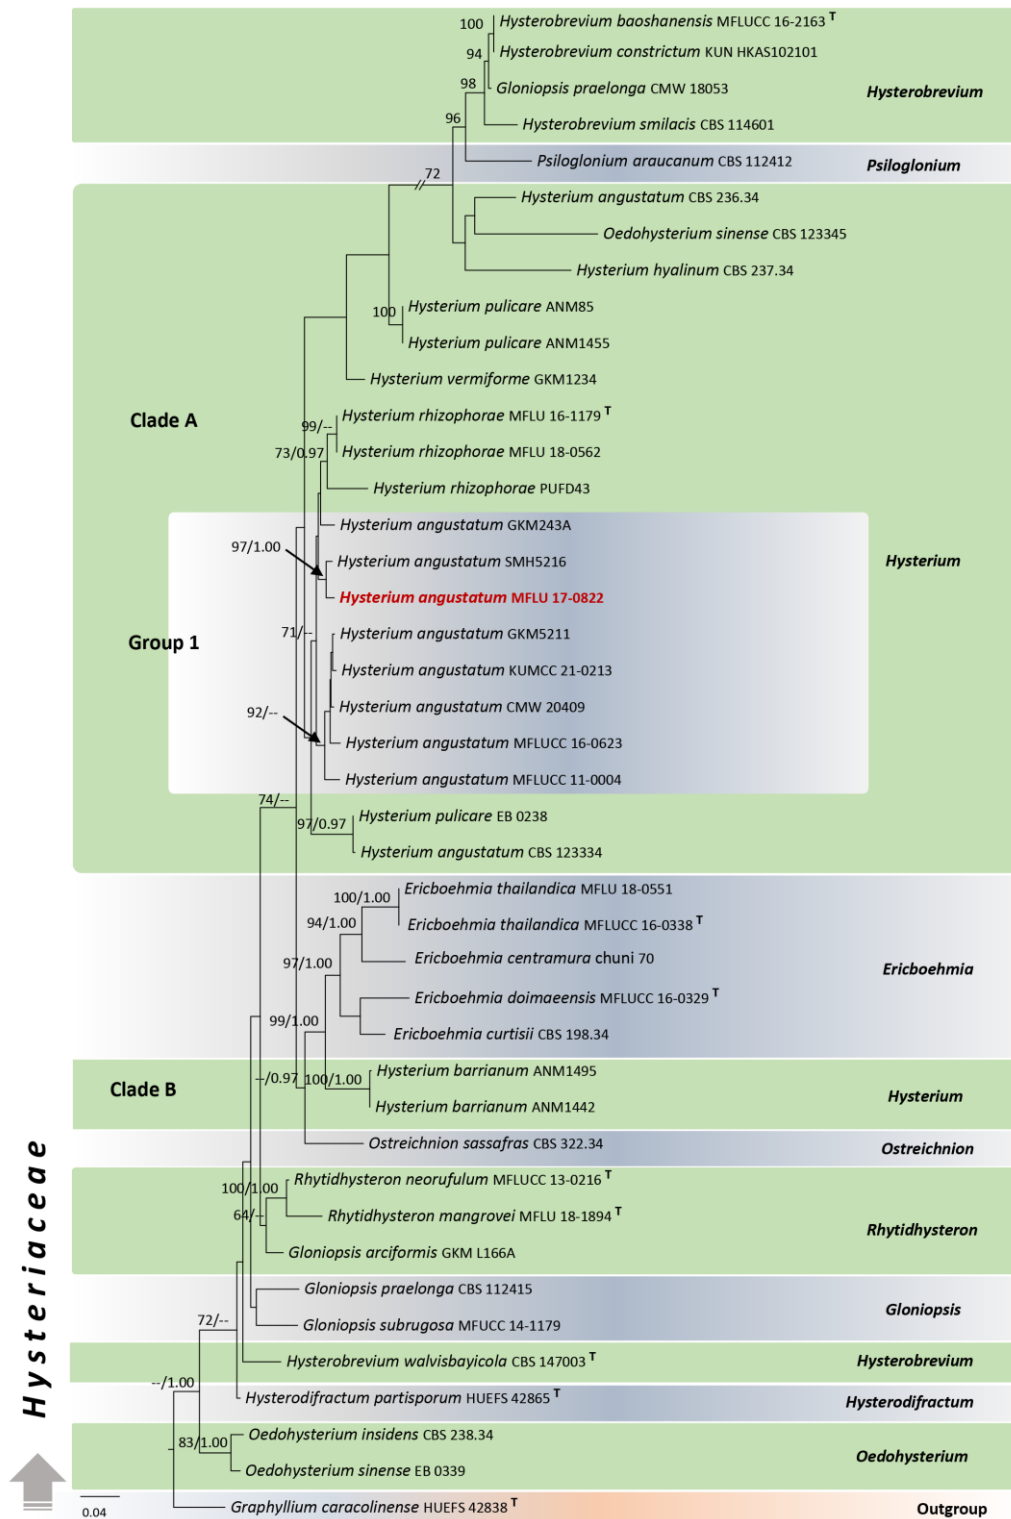 100 Hysterobrevium baoshanensis MFLUCC 16-2163 T
94 Hysterobrevium constrictum KUN HKAS102101
98 Gloniopsis praelonga CMW 18053
Hysterobrevium
96 Hysterobrevium smilacis CBS 114601
Psiloglonium araucanum CBS 112412
Psiloglonium
72
Hysterium angustatum CBS 236.34
Oedohysterium sinense CBS 123345
Hysterium hyalinum CBS 237.34
Hysterium pulicare ANM85
100
Hysterium pulicare ANM1455
Hysterium vermiforme GKM1234
Clade A
Hysterium rhizophorae MFLU 16-1179 T
99/--
73/0.97 Hysterium rhizophorae MFLU 18-0562
Hysterium rhizophorae PUFD43
Hysterium angustatum GKM243A
97/1.00
Hysterium angustatum SMH5216
Hysterium
Hysterium angustatum MFLU 17-0822
Group 1
71/-- Hysterium angustatum GKM5211
Hysterium angustatum KUMCC 21-0213
Hysterium angustatum CMW 20409
92/--
Hysterium angustatum MFLUCC 16-0623
Hysterium angustatum MFLUCC 11-0004
74/--
Hysterium pulicare EB 0238
97/0.97
Hysterium angustatum CBS 123334
Ericboehmia thailandica MFLU 18-0551
100/1.00
94/1.00 Ericboehmia thailandica MFLUCC 16-0338 T
Ericboehmia centramura chuni 70
97/1.00
Ericboehmia
Ericboehmia doimaeensis MFLUCC 16-0329 T
99/1.00
Ericboehmia curtisii CBS 198.34
Hysterium barrianum ANM1495
--/0.97 100/1.00
Clade B
Hysterium
Hysterium barrianum ANM1442
Ostreichnion sassafras CBS 322.34
Ostreichnion
Rhytidhysteron neorufulum MFLUCC 13-0216 T
100/1.00
64/-- Rhytidhysteron mangrovei MFLU 18-1894 T
Rhytidhysteron
Gloniopsis arciformis GKM L166A
Gloniopsis praelonga CBS 112415
Gloniopsis
72/-- Gloniopsis subrugosa MFUCC 14-1179
Hysterobrevium walvisbayicola CBS 147003 T
Hysterobrevium
--/1.00
Hysterodifractum partisporum HUEFS 42865 T
Hysterodifractum
Oedohysterium insidens CBS 238.34
83/1.00
Oedohysterium
Oedohysterium sinense EB 0339
Hysteriaceae
Graphyllium caracolinense HUEFS 42838 T
Outgroup
0.04